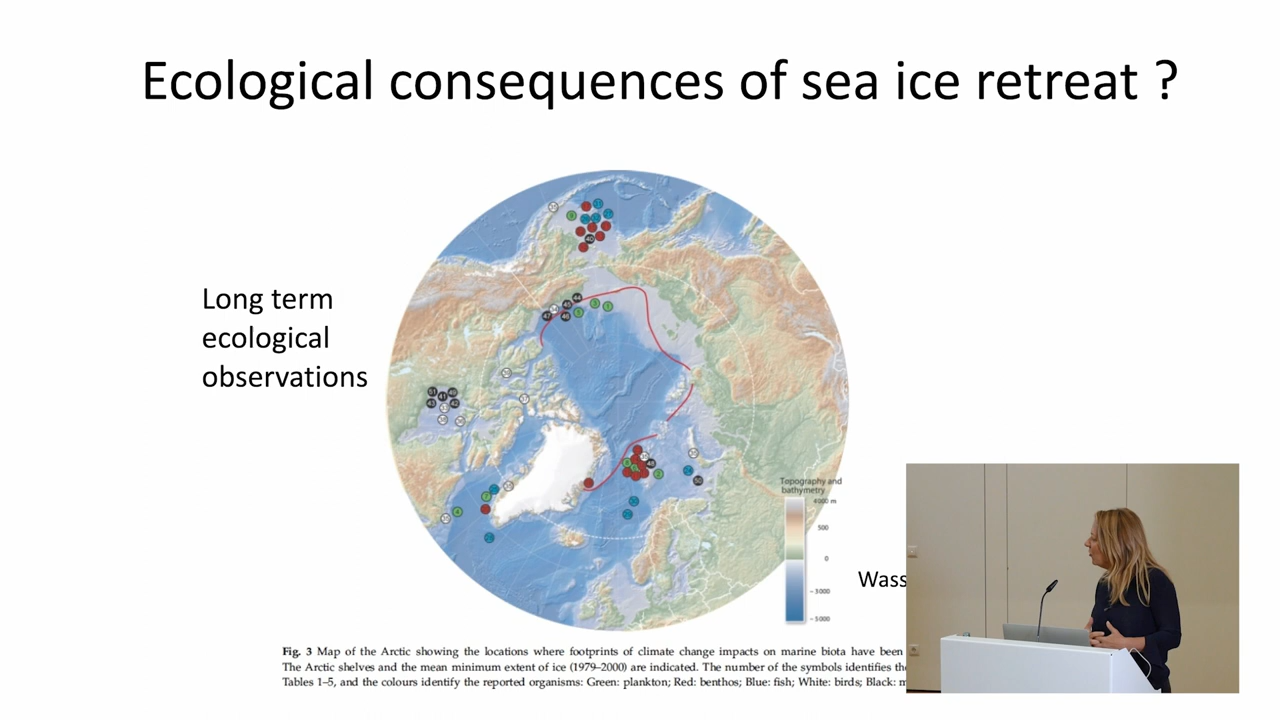 Ecological consequences of sea ice retreat ?
Long term
ecological
observations
Topography and
bathymetry
4000 m
500
0
- 3000
- 5000
Wass
Fig. 3 Map of the Arctic showing the locations where footprints of climate change impacts on marine biota have been
The Arctic shelves and the mean minimum extent of ice (1979–2000) are indicated. The number of the symbols identifies the
Tables 1–5, and the colours identify the reported organisms: Green: plankton; Red: benthos; Blue: fish; White: birds; Black: m